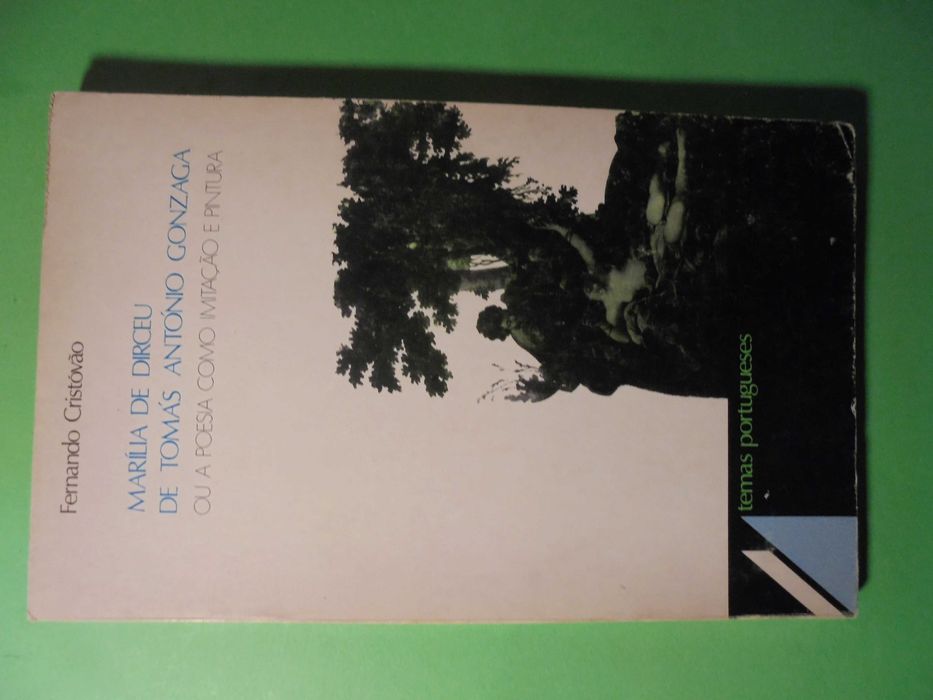 Fernando Cristóvão
MARÍLIA DE DIRCEU
DE TOMÁS ANTÓNIO GONZAGA
OU A POESIA COMO IMITAÇÃO E PINTURA
temas portugueses